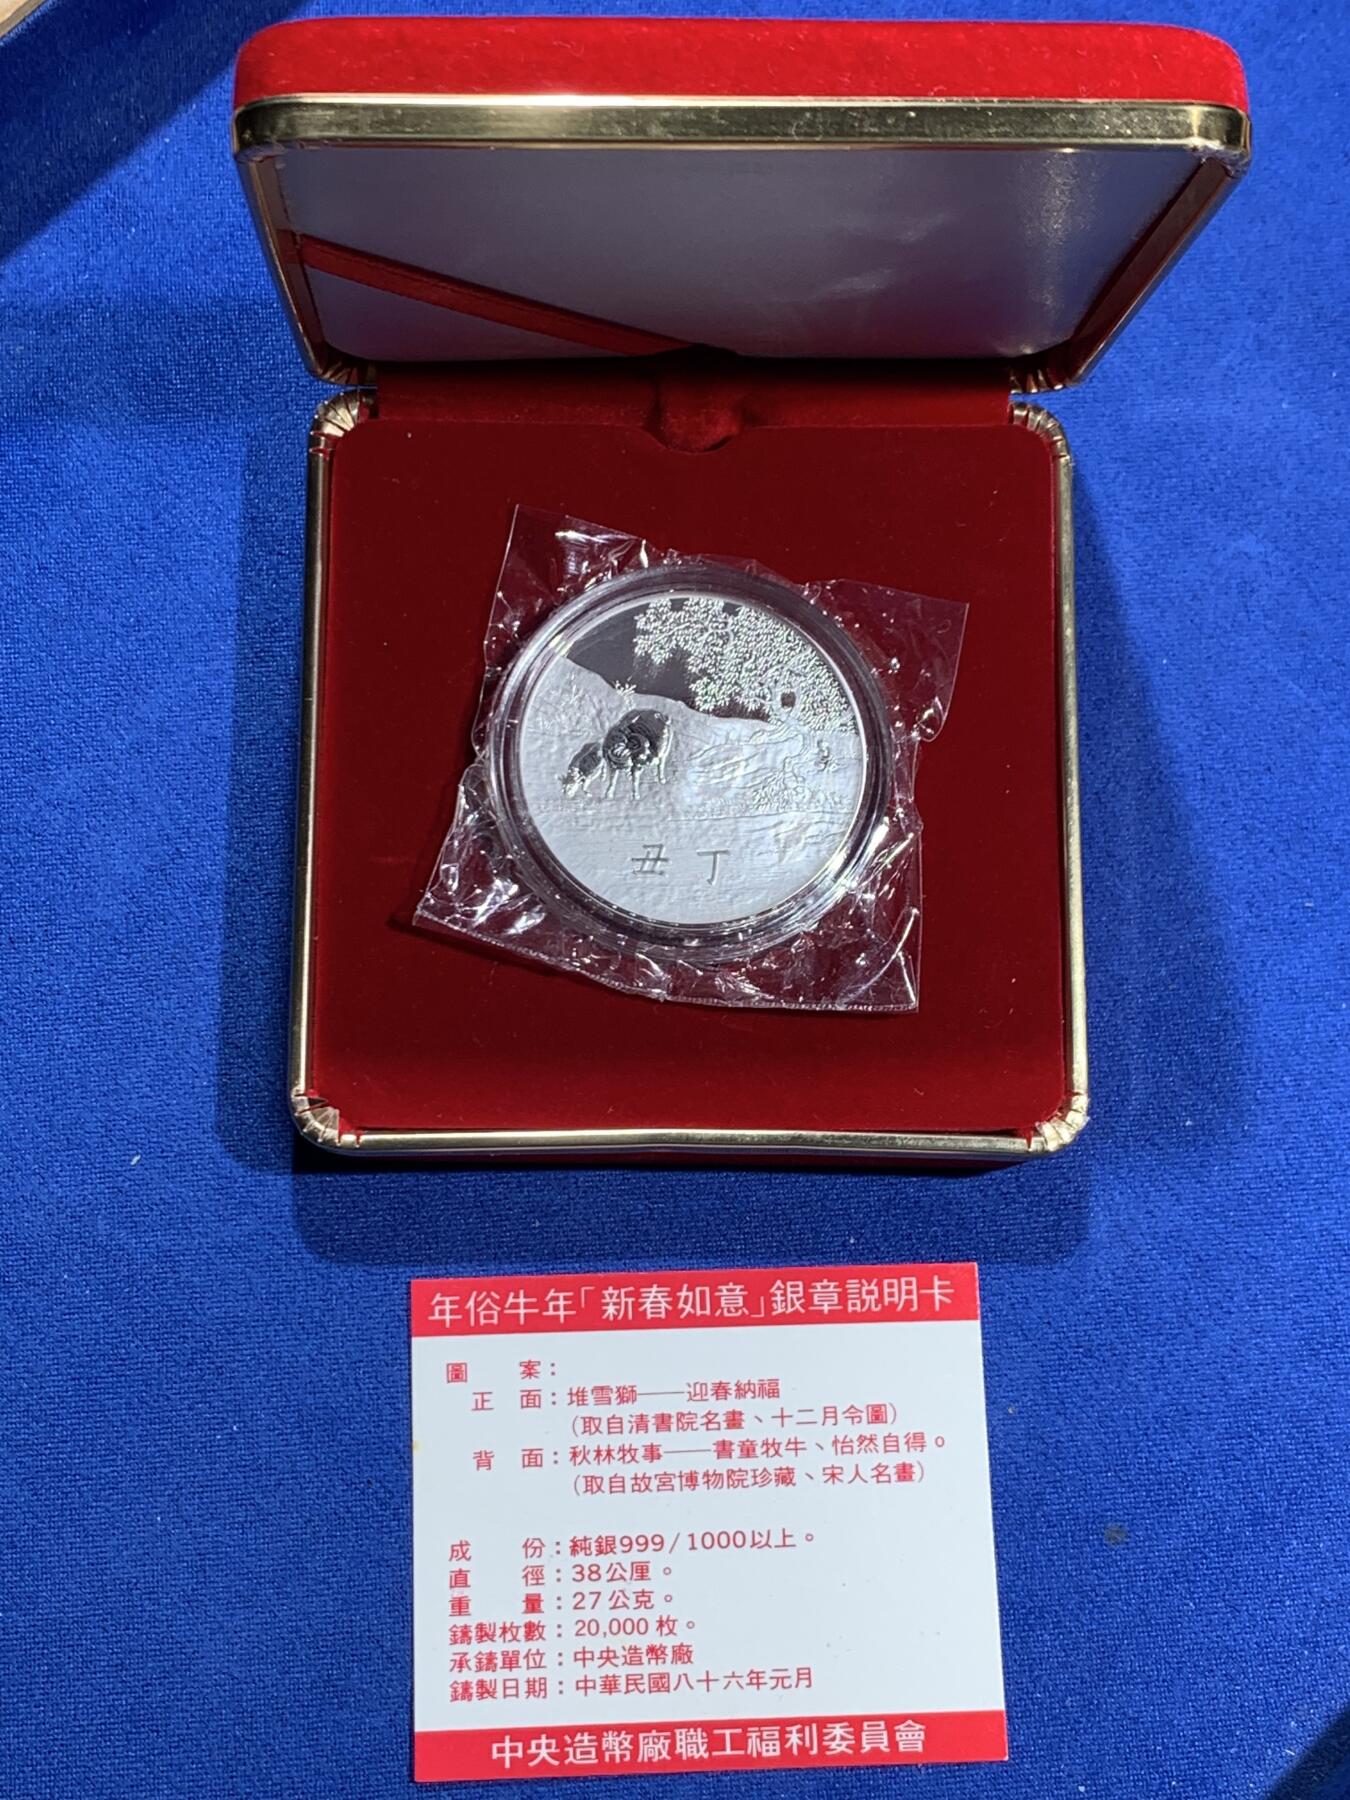 丑丁
年俗牛年「新春如意」銀章説明卡
圖案：
正面：堆雪獅——迎春納福
（取自清書院名畫、十二月令圖）
背面：秋林牧事——書童牧牛、怡然自得。
（取自故宮博物院珍藏、宋人名畫）
成份：純銀999/1000以上。
直徑：38公厘。
重量：27公克。
鑄製枚數：20,000枚。
承鑄單位：中央造幣廠
鑄製日期：中華民國八十六年元月
中央造幣廠職工福利委員會